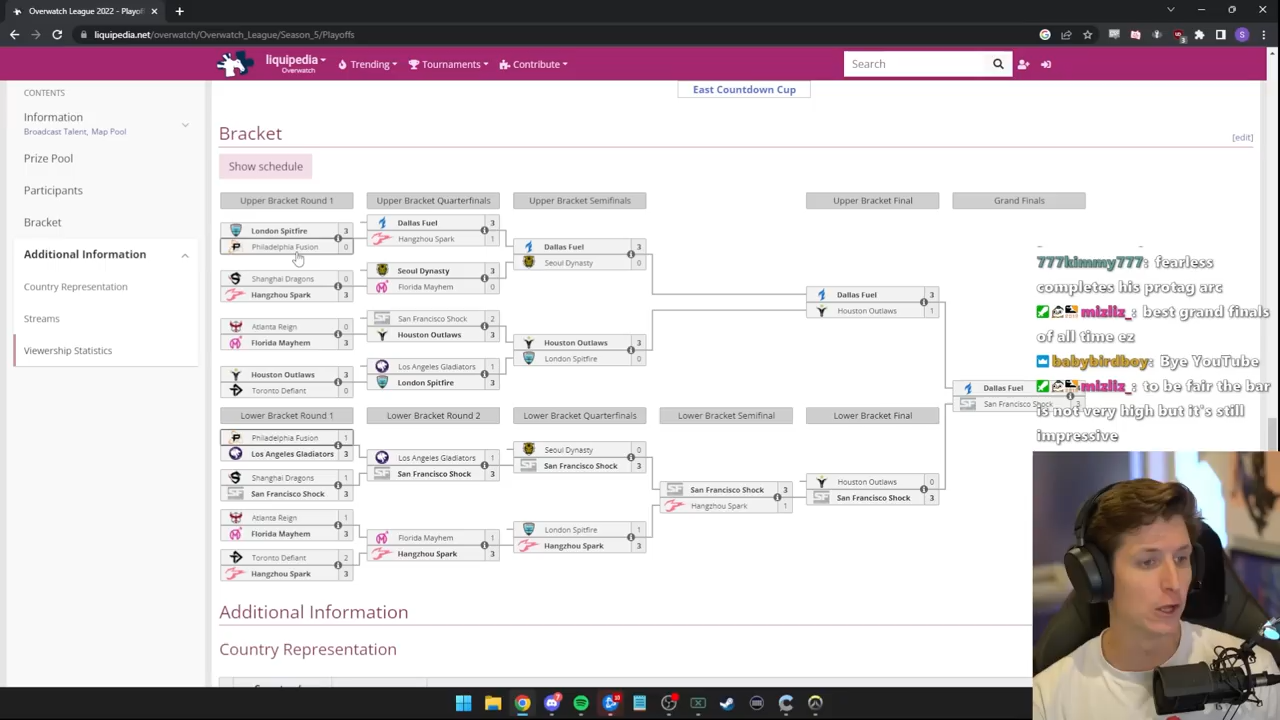 Overwatch League 2022 - Playoff
liquipedia.net/overwatch/Overwatch_League/Season_5/Playoffs
liquipedia
Overwatch
Trending
Tournaments
Contribute
Search
CONTENTS
Information
Broadcast Talent, Map Pool
Prize Pool
Participants
Bracket
Additional Information
Country Representation
Streams
Viewership Statistics
East Countdown Cup
Bracket
[edit]
Show schedule
Upper Bracket Round 1
Upper Bracket Quarterfinals
Upper Bracket Semifinals
Upper Bracket Final
Grand Finals
London Spitfire 3
Philadelphia Fusion 0
Shanghai Dragons 0
Hangzhou Spark 3
Atlanta Reign 0
Florida Mayhem 3
Houston Outlaws 3
Toronto Defiant 0
Dallas Fuel 3
Hangzhou Spark 1
Seoul Dynasty 3
Florida Mayhem 0
San Francisco Shock 2
Houston Outlaws 3
Los Angeles Gladiators 1
London Spitfire 3
Dallas Fuel 3
Seoul Dynasty 0
Houston Outlaws 3
London Spitfire 0
Dallas Fuel 3
Houston Outlaws 1
Dallas Fuel
San Francisco Shock
Lower Bracket Round 1
Lower Bracket Round 2
Lower Bracket Quarterfinals
Lower Bracket Semifinal
Lower Bracket Final
Philadelphia Fusion 1
Los Angeles Gladiators 3
Shanghai Dragons 1
San Francisco Shock 3
Atlanta Reign 1
Florida Mayhem 3
Toronto Defiant 2
Hangzhou Spark 3
Los Angeles Gladiators 1
San Francisco Shock 3
Florida Mayhem 1
Hangzhou Spark 3
Seoul Dynasty 0
San Francisco Shock 3
London Spitfire 1
Hangzhou Spark 3
San Francisco Shock 3
Hangzhou Spark 1
Houston Outlaws 0
San Francisco Shock 3
Additional Information
Country Representation
777kimmy777: fearless
completes his protag arc
mizliz_: best grand finals
of all time ez
babybirdboy: Bye YouTube
mizliz_: to be fair the bar
is not very high but it's still
impressive